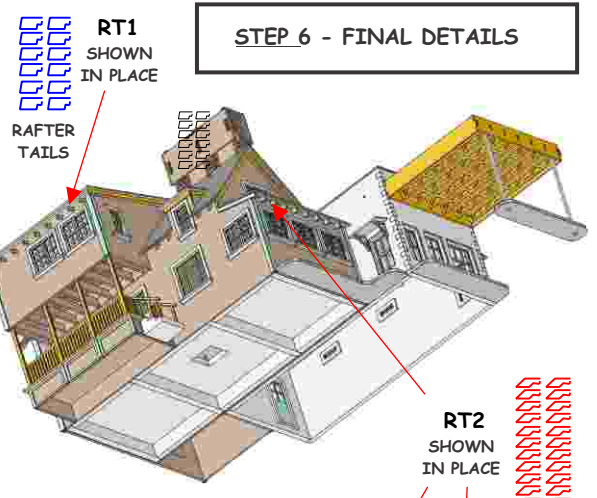 RT1
SHOWN
IN PLACE
STEP 6 - FINAL DETAILS
RAFTER
TAILS
RT2
SHOWN
IN PLACE